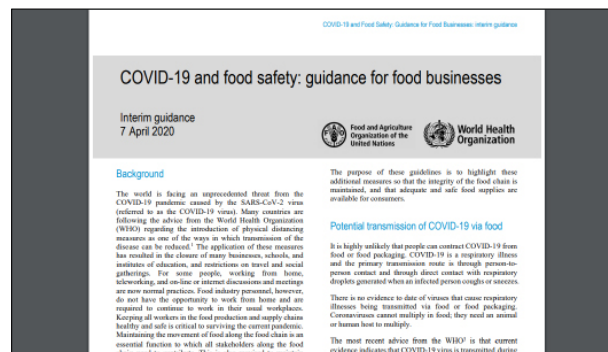 COVID-19 and Food Safety: Guidance for Food Businesses: interim guidance
COVID-19 and food safety: guidance for food businesses
Interim guidance
7 April 2020
Food and Agriculture
Organization of the
United Nations
World Health
Organization
Background
The world is facing an unprecedented threat from the
COVID-19 pandemic caused by the SARS-CoV-2 virus
(referred to as the COVID-19 virus). Many countries are
following the advice from the World Health Organization
(WHO) regarding the introduction of physical distancing
measures as one of the ways in which transmission of the
disease can be reduced.¹ The application of these measures
has resulted in the closure of many businesses, schools, and
institutes of education, and restrictions on travel and social
gatherings. For some people, working from home,
teleworking, and on-line or internet discussions and meetings
are now normal practices. Food industry personnel, however,
do not have the opportunity to work from home and are
required to continue to work in their usual workplaces.
Keeping all workers in the food production and supply chains
healthy and safe is critical to surviving the current pandemic.
Maintaining the movement of food along the food chain is an
essential function to which all stakeholders along the food
The purpose of these guidelines is to highlight these
additional measures so that the integrity of the food chain is
maintained, and that adequate and safe food supplies are
available for consumers.
Potential transmission of COVID-19 via food
It is highly unlikely that people can contract COVID-19 from
food or food packaging. COVID-19 is a respiratory illness
and the primary transmission route is through person-to-
person contact and through direct contact with respiratory
droplets generated when an infected person coughs or sneezes.
There is no evidence to date of viruses that cause respiratory
illnesses being transmitted via food or food packaging.
Coronaviruses cannot multiply in food; they need an animal
or human host to multiply.
The most recent advice from the WHO³ is that current
evidence indicates that COVID-19 virus is transmitted during